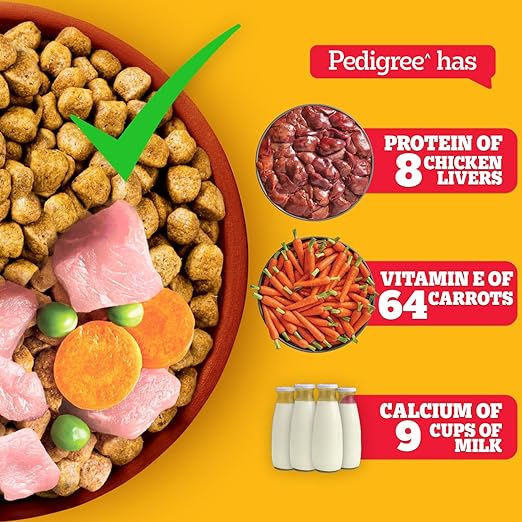 Pedigree^ has
PROTEIN OF
8 CHICKEN
LIVERS
VITAMIN E OF
64 CARROTS
CALCIUM OF
9 CUPS OF
MILK